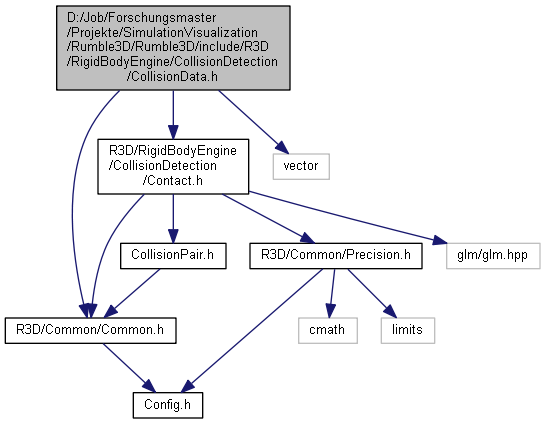 D:/Job/Forschungsmaster
/Projekte/SimulationVisualization
/Rumble3D/Rumble3D/include/R3D
/RigidBodyEngine/CollisionDetection
/CollisionData.h
R3D/RigidBodyEngine
/CollisionDetection
/Contact.h
vector
CollisionPair.h
R3D/Common/Precision.h
glm/glm.hpp
R3D/Common/Common.h
cmath
limits
Config.h